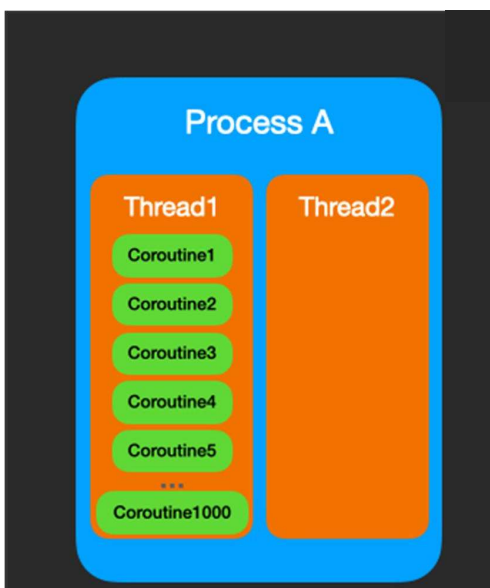 Process A
Thread1
Thread2
Coroutine1
Coroutine2
Coroutine3
Coroutine4
Coroutine5
...
Coroutine1000